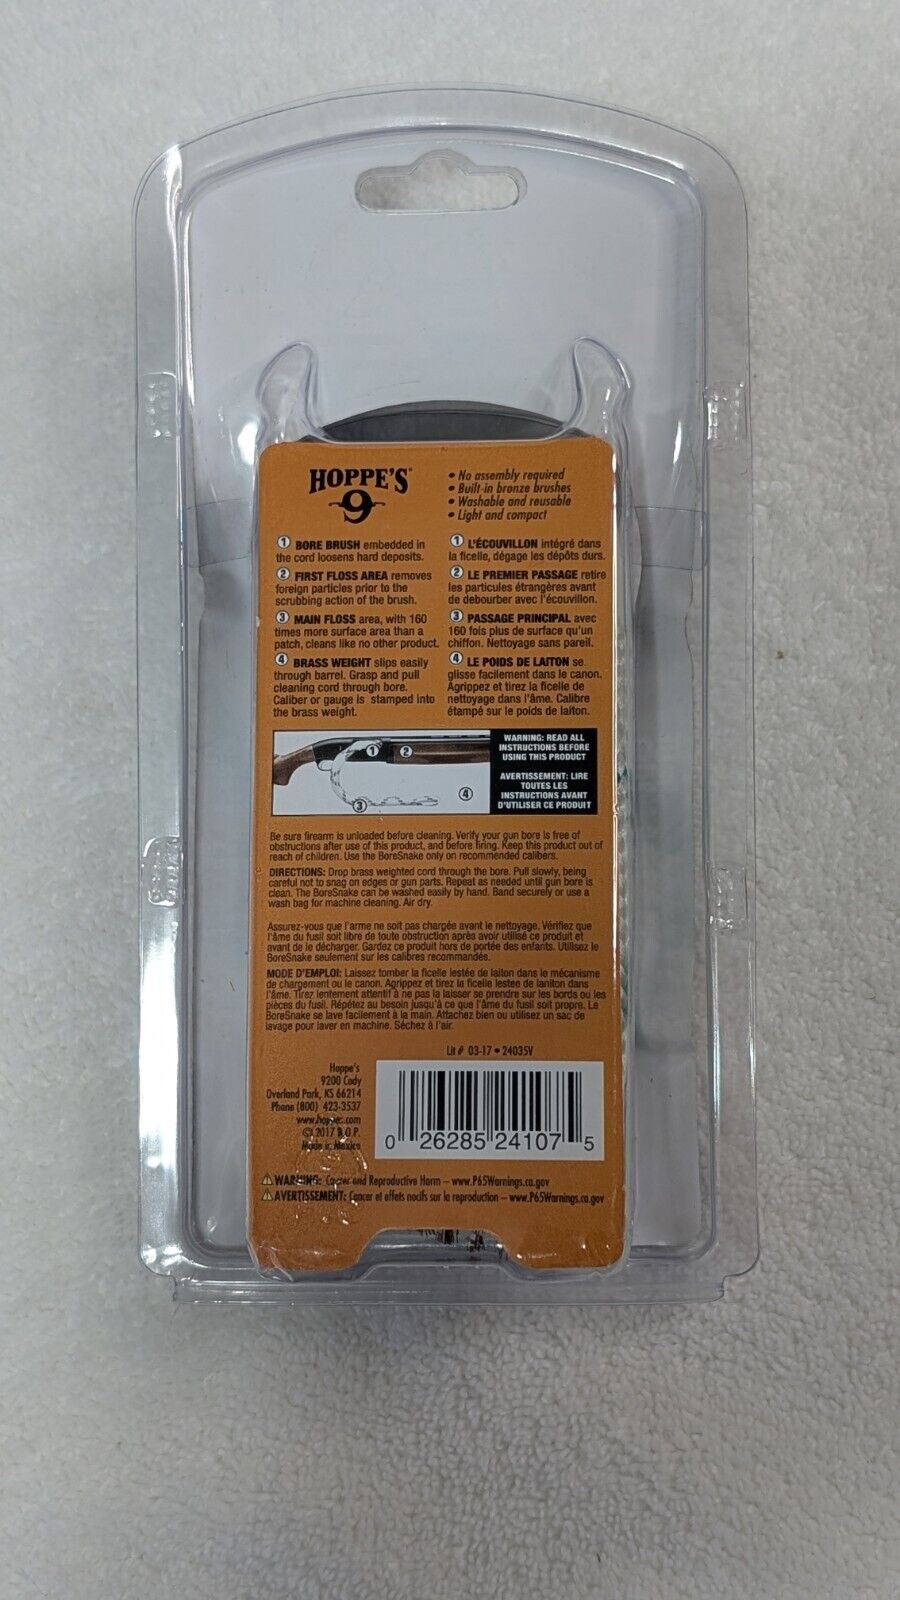 HOPPE'S®
9
• No assembly required
• Built-in bronze brushes
• Washable and reusable
• Light and compact
1 BORE BRUSH embedded in
the cord loosens hard deposits.
2 FIRST FLOSS AREA removes
foreign particles prior to the
scrubbing action of the brush.
3 MAIN FLOSS area, with 160
times more surface area than a
patch, cleans like no other product.
4 BRASS WEIGHT slips easily
through barrel. Grasp and pull
cleaning cord through bore.
Caliber or gauge is stamped into
the brass weight.
1 L'ÉCOUVILLON intégré dans
la ficelle, dégage les dépôts durs.
2 LE PREMIER PASSAGE retire
les particules étrangères avant
de debourber avec l'écouvillon.
3 PASSAGE PRINCIPAL avec
160 fois plus de surface qu'un
chiffon. Nettoyage sans pareil.
4 LE POIDS DE LAITON se
glisse facilement dans le canon.
Agrippez et tirez la ficelle de
nettoyage dans l'âme. Calibre
étampé sur le poids de laiton.
1
2
3
4
WARNING: READ ALL
INSTRUCTIONS BEFORE
USING THIS PRODUCT
AVERTISSEMENT: LIRE
TOUTES LES
INSTRUCTIONS AVANT
D'UTILISER CE PRODUIT
Be sure firearm is unloaded before cleaning. Verify your gun bore is free of
obstructions after use of this product, and before firing. Keep this product out of
reach of children. Use the BoreSnake only on recommended calibers.
DIRECTIONS: Drop brass weighted cord through the bore. Pull slowly, being
careful not to snag on edges or gun parts. Repeat as needed until gun bore is
clean. The BoreSnake can be washed easily by hand. Band securely or use a
wash bag for machine cleaning. Air dry.
Assurez-vous que l'arme ne soit pas chargée avant le nettoyage. Vérifiez que
l'âme du fusil soit libre de toute obstruction après avoir utilisé ce produit et
avant de le décharger. Gardez ce produit hors de portée des enfants. Utilisez le
BoreSnake seulement sur les calibres recommandés.
MODE D'EMPLOI: Laissez tomber la ficelle lestée de laiton dans le mécanisme
de chargement ou le canon. Agrippez et tirez la ficelle lestee de laniton dans
l'âme. Tirez lentement attentif à ne pas la laisser se prendre sur les bords ou les
pièces du fusil. Répétez au besoin jusqu'à ce que l'âme du fusil soit propre. Le
BoreSnake se lave facilement à la main. Attachez bien ou utilisez un sac de
lavage pour laver en machine. Séchez à l'air.
Lit # 03-17 • 24035V
Hoppe's
9200 Cody
Overland Park, KS 66214
Phone (800) 423-3537
www.hoppes.com
© 2017 B.O.P.
Made in Mexico
0 26285 24107 5
WARNING: Cancer and Reproductive Harm – www.P65Warnings.ca.gov
AVERTISSEMENT: Cancer et effets nocifs sur la reproduction – www.P65Warnings.ca.gov